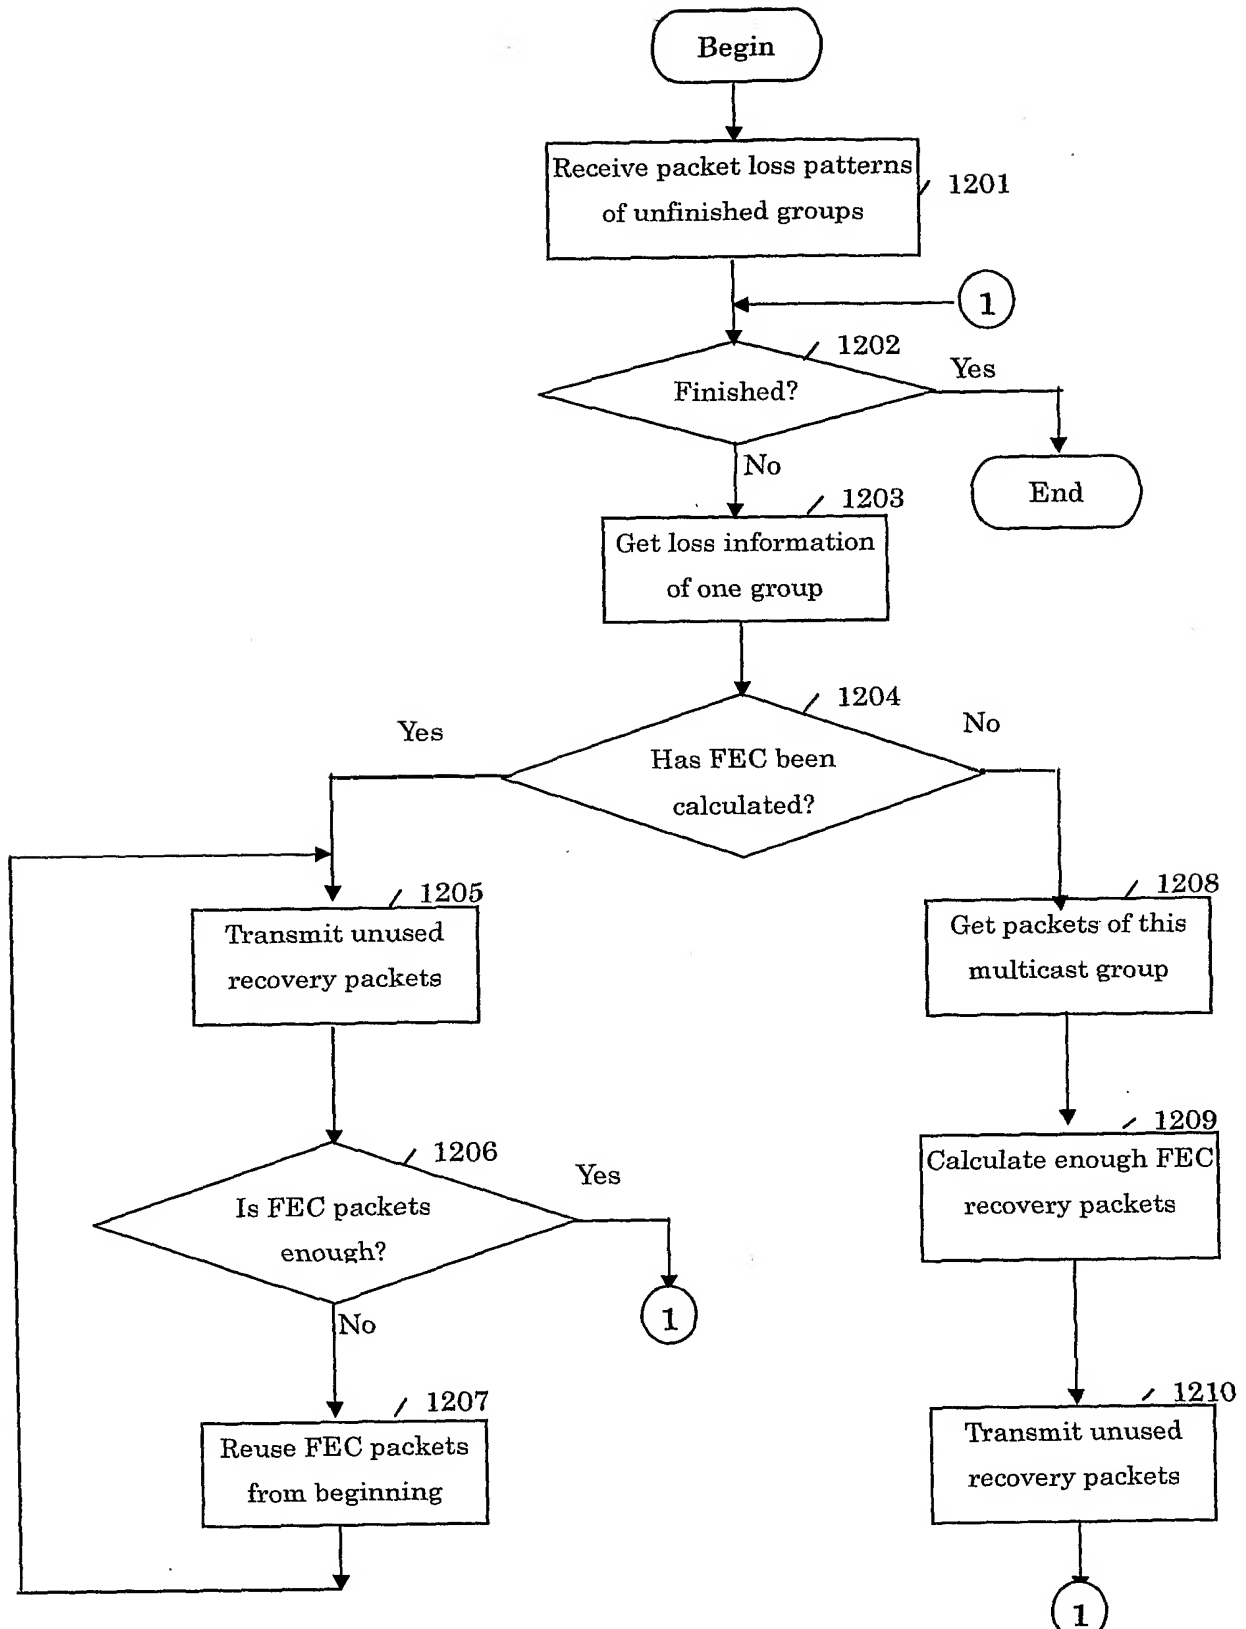 Begin
Receive packet loss patterns
of unfinished groups
1201
1
1202
Finished?
Yes
No
End
1203
Get loss information
of one group
1204
Yes
No
Has FEC been
calculated?
1205
Transmit unused
recovery packets
1208
Get packets of this
multicast group
1206
Is FEC packets
enough?
Yes
1
No
1209
Calculate enough FEC
recovery packets
1207
Reuse FEC packets
from beginning
1210
Transmit unused
recovery packets
1